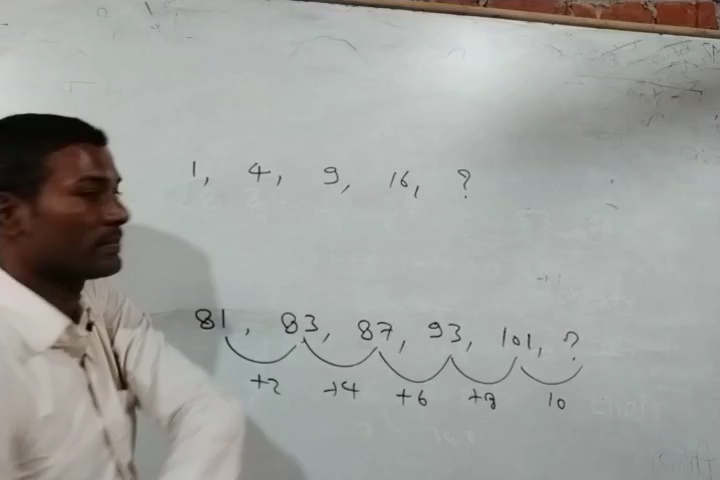 1, 4, 9, 16, ?
81, 83, 87, 93, 101, ?
+2 +4 +6 +8 10